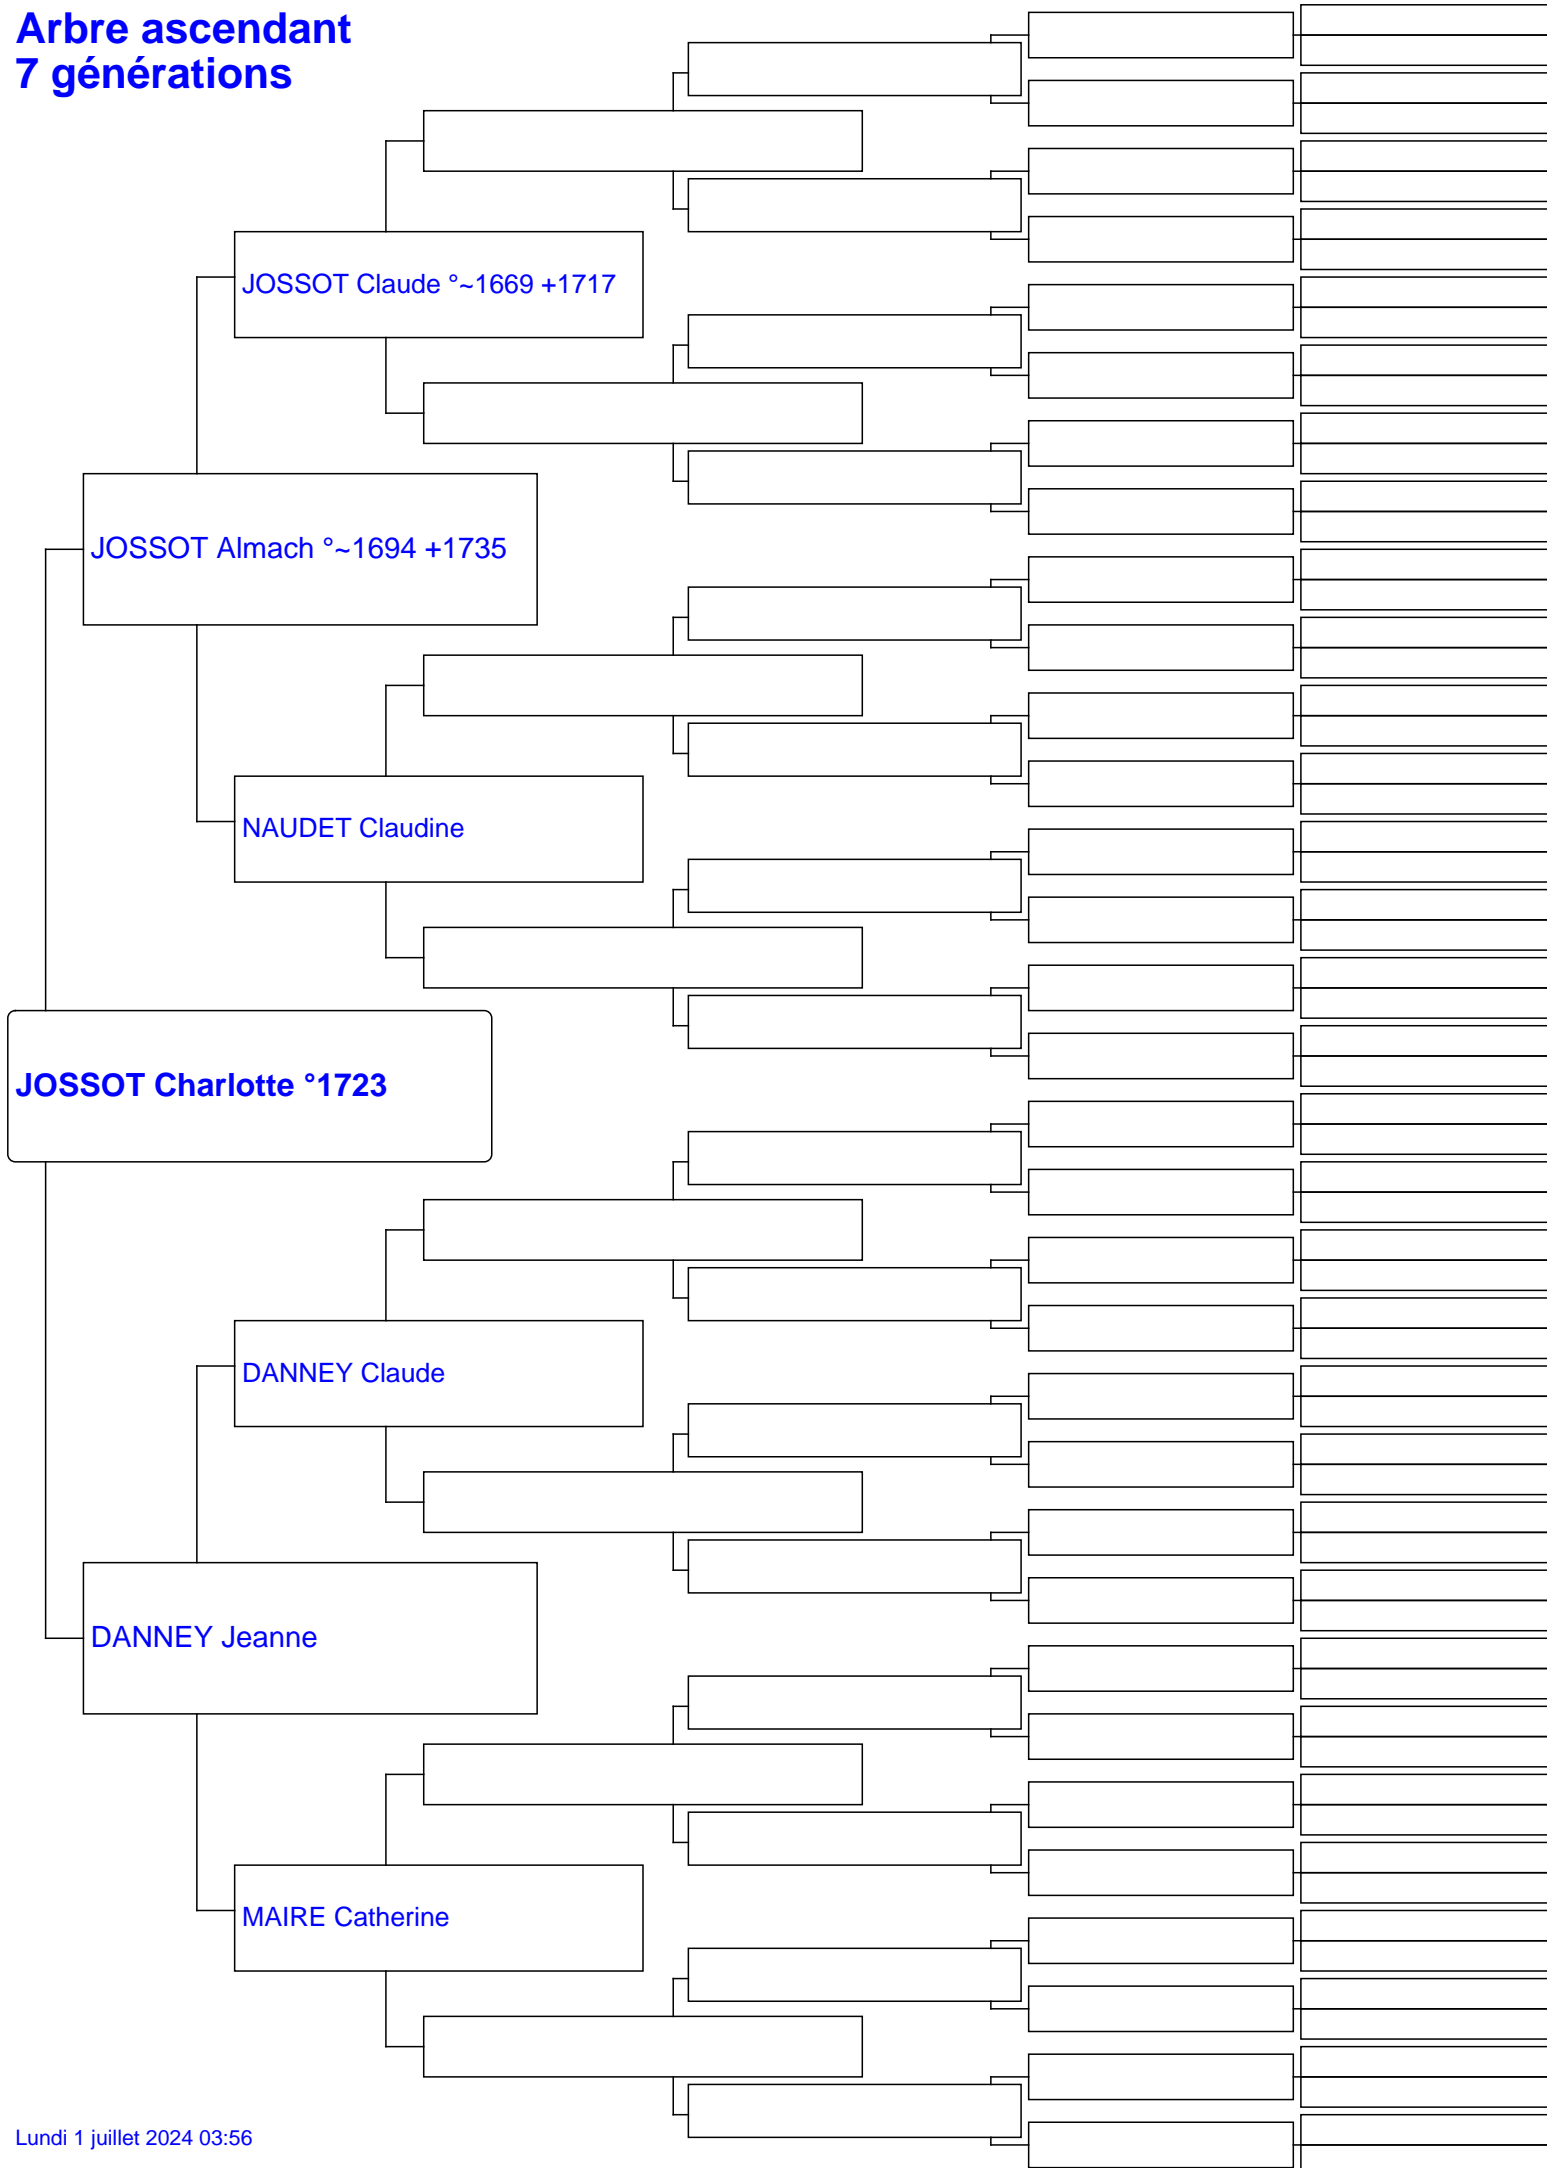 Arbre ascendant
7 générations
JOSSOT Claude °~1669 +1717
JOSSOT Almach °~1694 +1735
NAUDET Claudine
JOSSOT Charlotte °1723
DANNEY Claude
DANNEY Jeanne
MAIRE Catherine
Lundi 1 juillet 2024 03:56